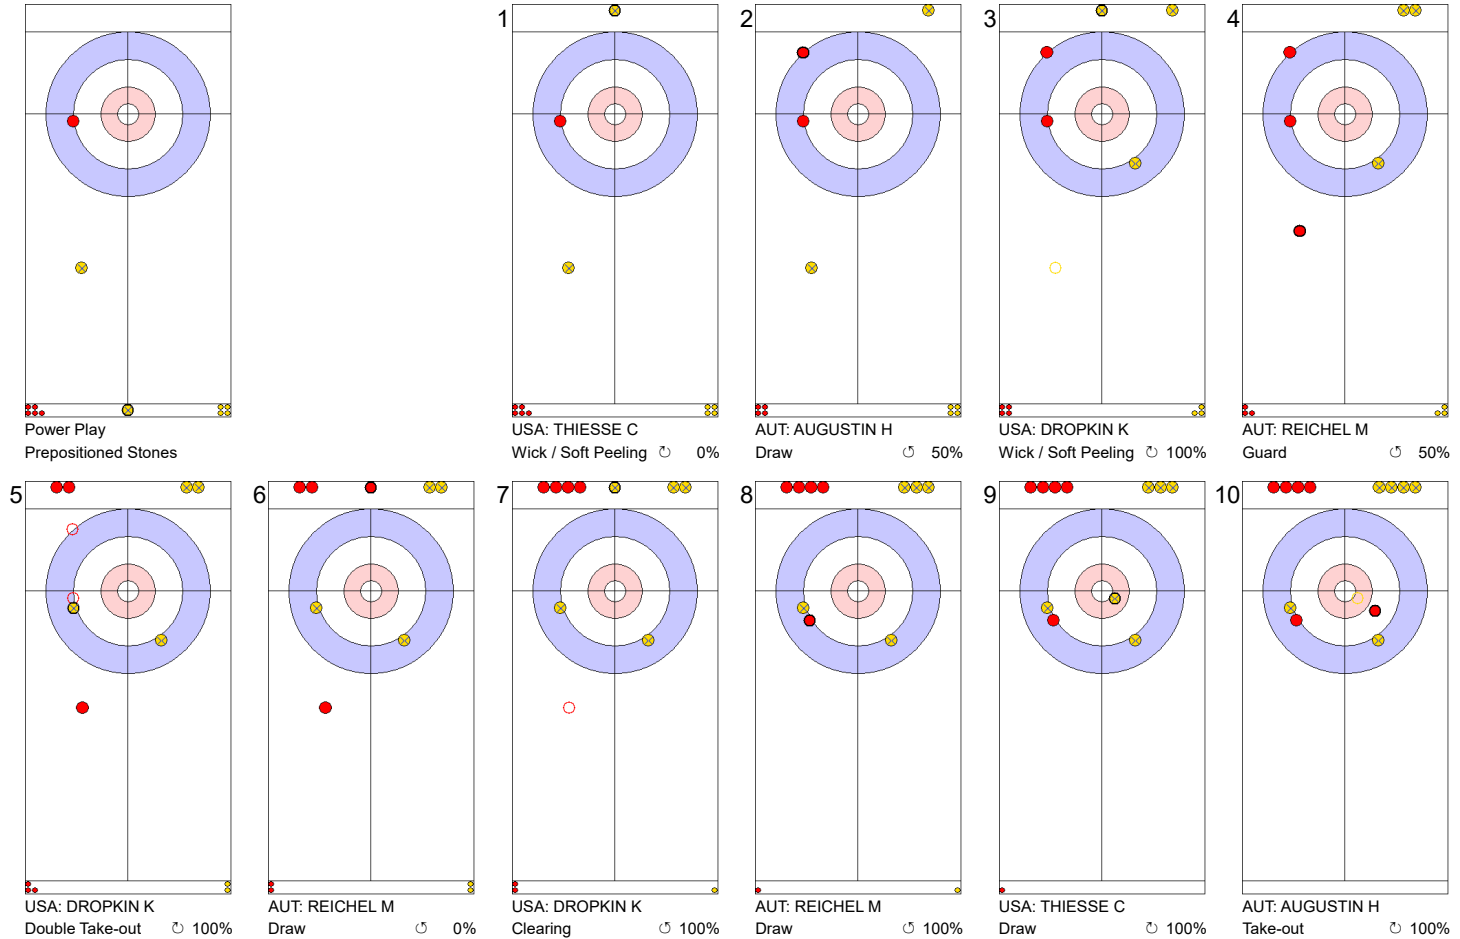 1
2
3
4
Power Play
Prepositioned Stones
USA: THIESSE C
Wick / Soft Peeling ↻ 0%
AUT: AUGUSTIN H
Draw ↺ 50%
USA: DROPKIN K
Wick / Soft Peeling ↻ 100%
AUT: REICHEL M
Guard ↺ 50%
5
6
7
8
9
10
USA: DROPKIN K
Double Take-out ↻ 100%
AUT: REICHEL M
Draw ↺ 0%
USA: DROPKIN K
Clearing ↺ 100%
AUT: REICHEL M
Draw ↺ 100%
USA: THIESSE C
Draw ↻ 100%
AUT: AUGUSTIN H
Take-out ↺ 100%